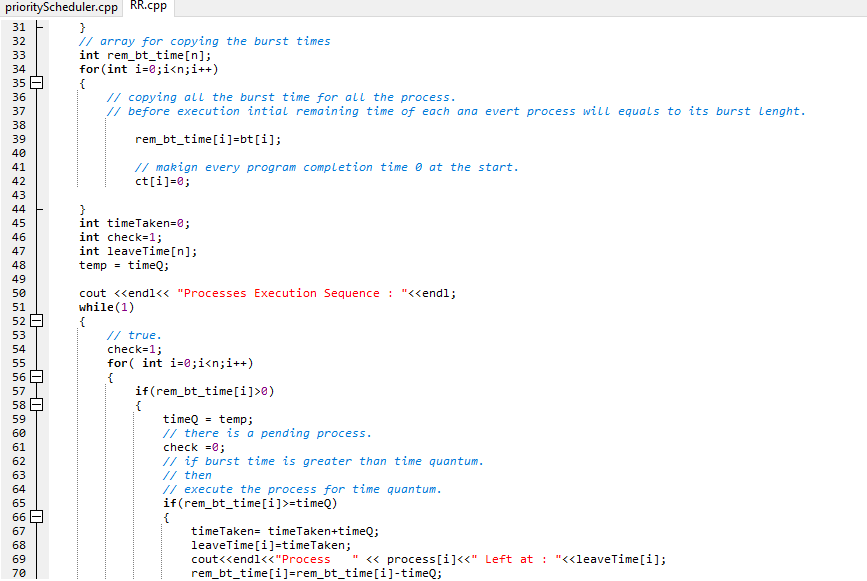 priorityScheduler.cpp RR.cpp
31 }
32 // array for copying the burst times
33 int rem_bt_time[n];
34 for(int i=0;i<n;i++)
35 {
36 // copying all the burst time for all the process.
37 // before execution intial remaining time of each ana evert process will equals to its burst lenght.
38
39 rem_bt_time[i]=bt[i];
40
41 // makign every program completion time 0 at the start.
42 ct[i]=0;
43
44 }
45 int timeTaken=0;
46 int check=1;
47 int leaveTime[n];
48 temp = timeQ;
49
50 cout <<endl<< "Processes Execution Sequence : "<<endl;
51 while(1)
52 {
53 // true.
54 check=1;
55 for( int i=0;i<n;i++)
56 {
57 if(rem_bt_time[i]>0)
58 {
59 timeQ = temp;
60 // there is a pending process.
61 check =0;
62 // if burst time is greater than time quantum.
63 // then
64 // execute the process for time quantum.
65 if(rem_bt_time[i]>=timeQ)
66 {
67 timeTaken= timeTaken+timeQ;
68 leaveTime[i]=timeTaken;
69 cout<<endl<<"Process   " << process[i]<<" Left at : "<<leaveTime[i];
70 rem_bt_time[i]=rem_bt_time[i]-timeQ;